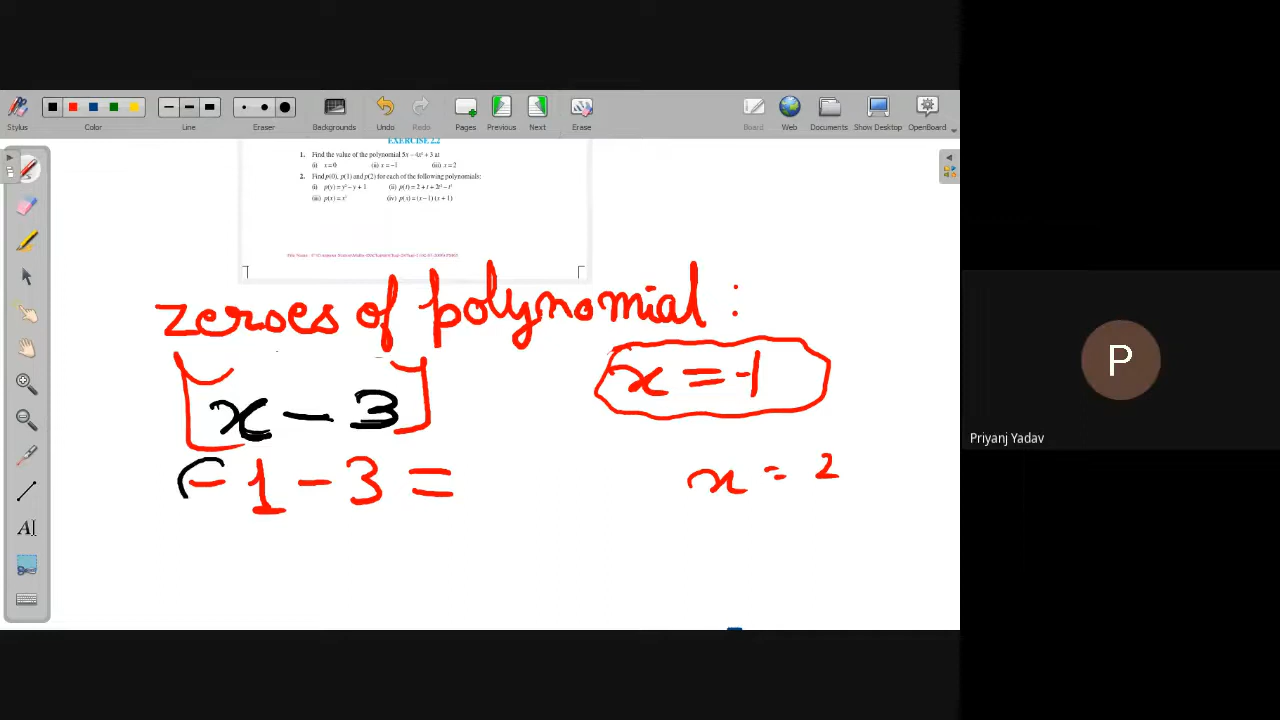 Stylus Color Line Eraser Backgrounds Undo Redo Pages Previous Next Erase Board Web Documents Show Desktop OpenBoard
EXERCISE 2.2
1. Find the value of the polynomial 5x – 4x² + 3 at
(i) x = 0 (ii) x = –1 (iii) x = 2
2. Find p(0), p(1) and p(2) for each of the following polynomials:
(i) p(y) = y² – y + 1 (ii) p(t) = 2 + t + 2t² – t³
(iii) p(x) = x³ (iv) p(x) = (x – 1) (x + 1)
zeroes of polynomial :
x = -1
x - 3
- 1 - 3 =
x = 2
P
Priyanj Yadav